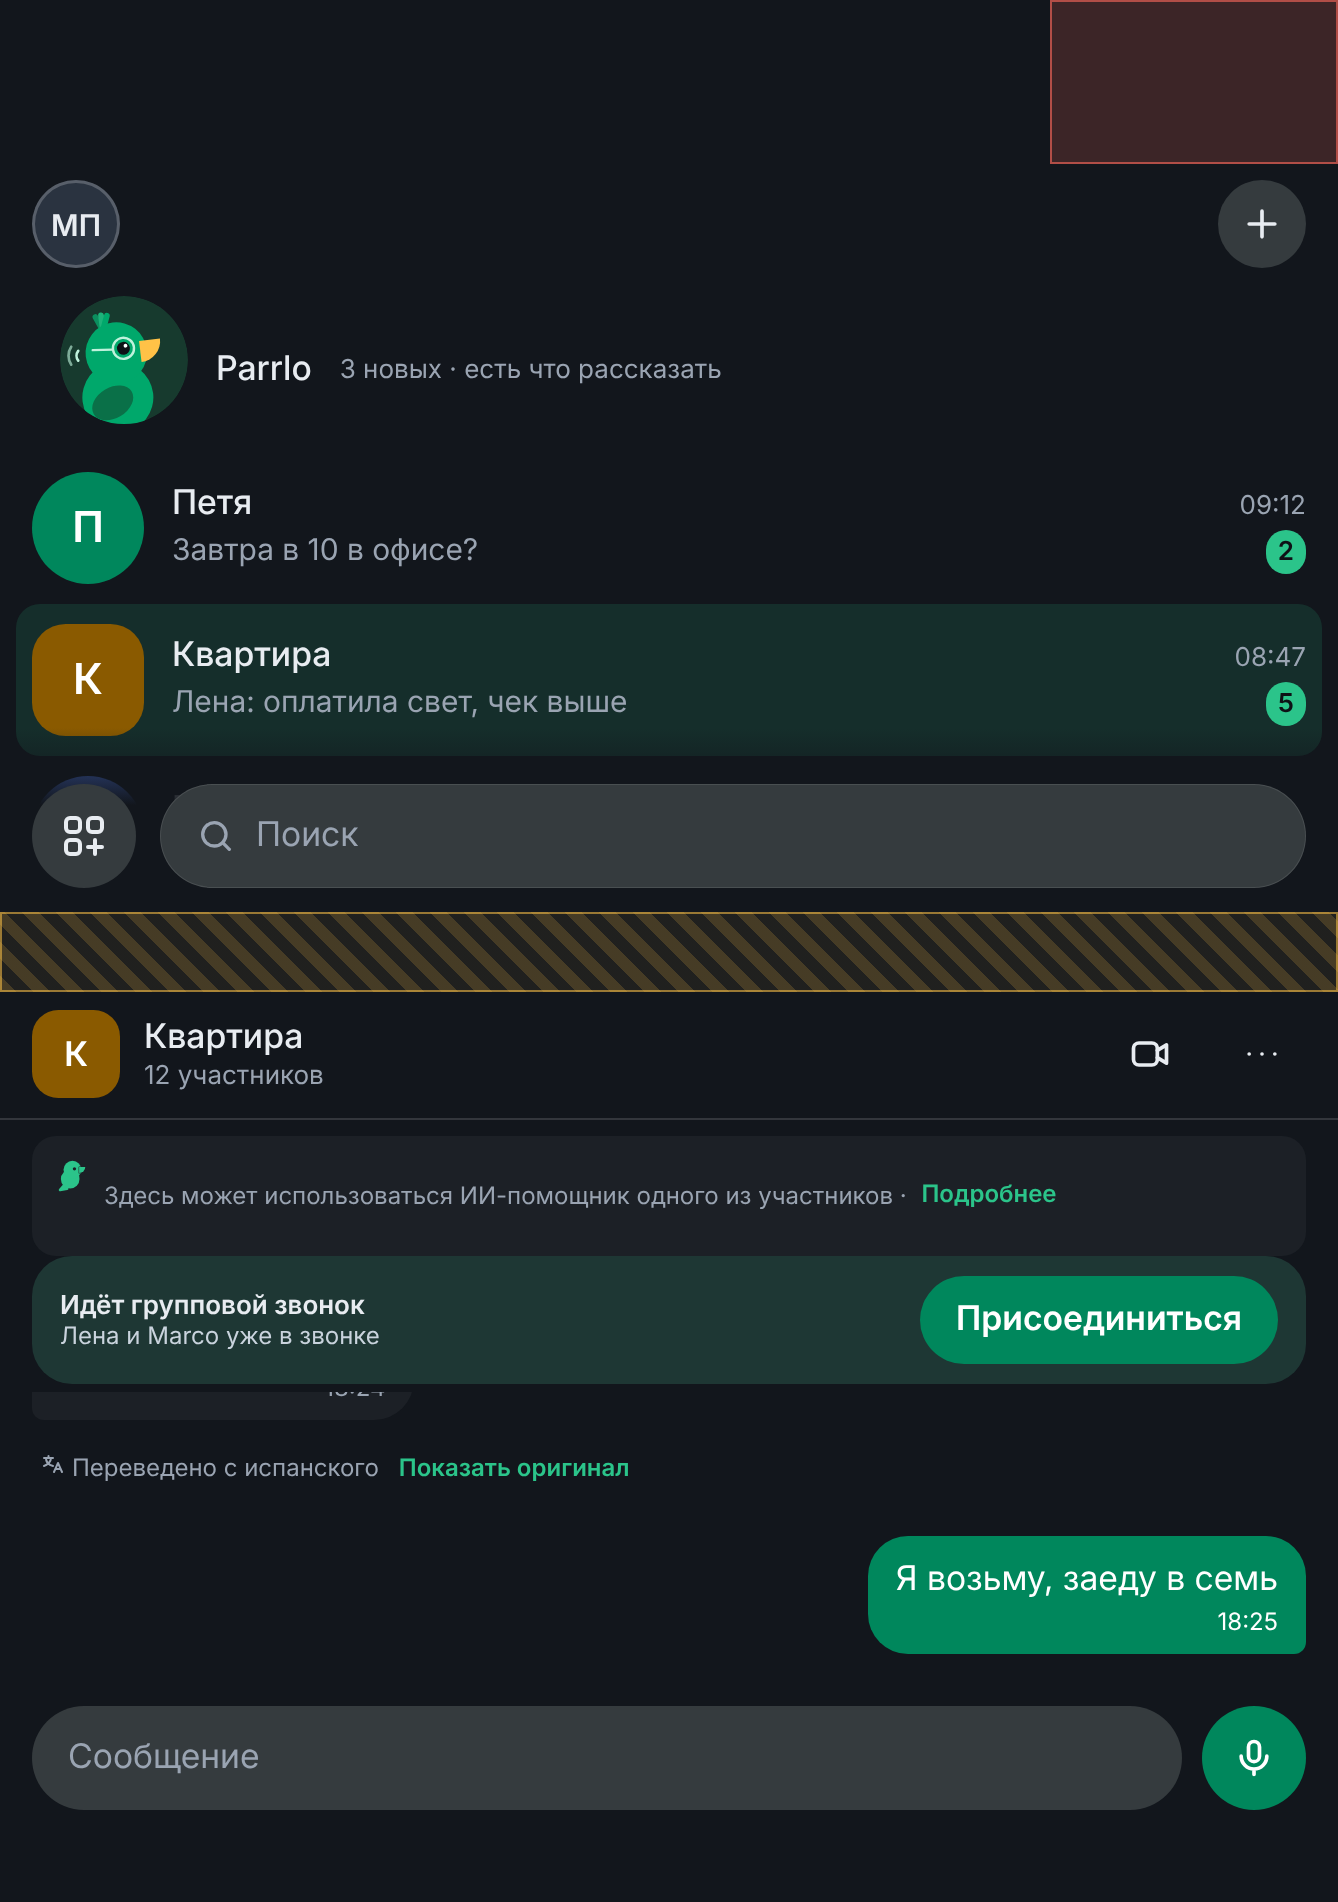 МП
Parrlo 3 новых · есть что рассказать
П
Петя 09:12
Завтра в 10 в офисе? 2
К
Квартира 08:47
Лена: оплатила свет, чек выше 5
Поиск
К
Квартира
12 участников
Здесь может использоваться ИИ-помощник одного из участников · Подробнее
Идёт групповой звонок
Лена и Marco уже в звонке
Присоединиться
Переведено с испанского Показать оригинал
Я возьму, заеду в семь
18:25
Сообщение